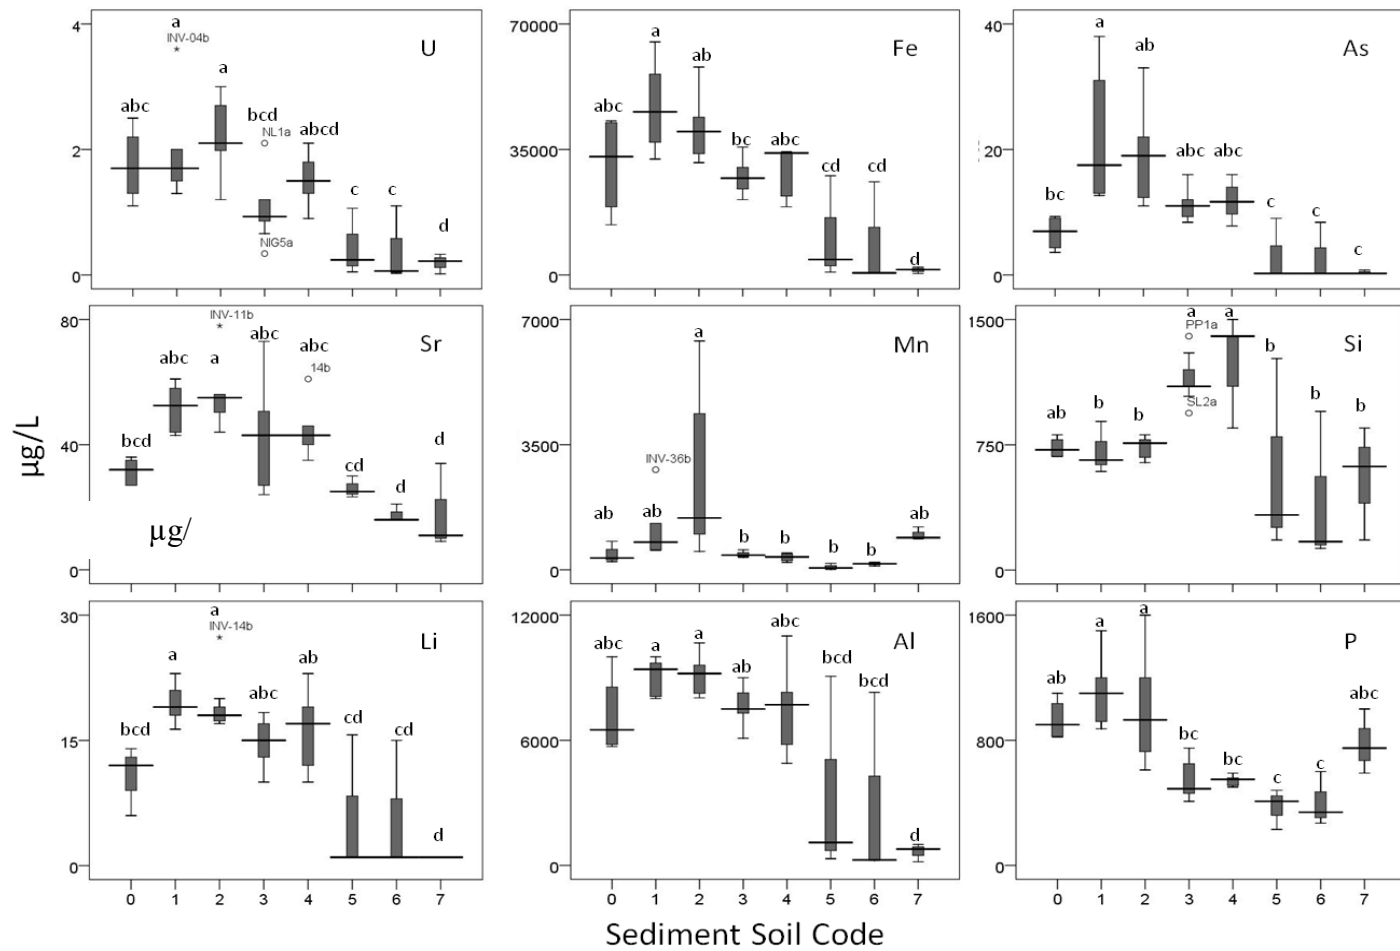 4
2
0
U
abc
a
INV-04b
a
bcd
NL1a
NIG5a
abcd
c
c
d
70000
35000
0
Fe
abc
a
ab
bc
abc
cd
cd
d
40
20
0
As
bc
a
ab
abc
abc
c
c
c
µg/L
80
40
0
Sr
bcd
abc
INV-11b
a
abc
abc
14b
cd
d
d
µg/
7000
3500
0
Mn
ab
INV-36b
ab
a
b
b
b
b
ab
1500
750
0
Si
ab
b
b
a
PP1a
SL2a
a
b
b
b
30
15
0
Li
bcd
a
a
INV-14b
abc
ab
cd
cd
d
0 1 2 3 4 5 6 7
12000
6000
0
Al
abc
a
a
ab
abc
bcd
bcd
d
0 1 2 3 4 5 6 7
1600
800
0
P
ab
a
a
bc
bc
c
c
abc
0 1 2 3 4 5 6 7
Sediment Soil Code